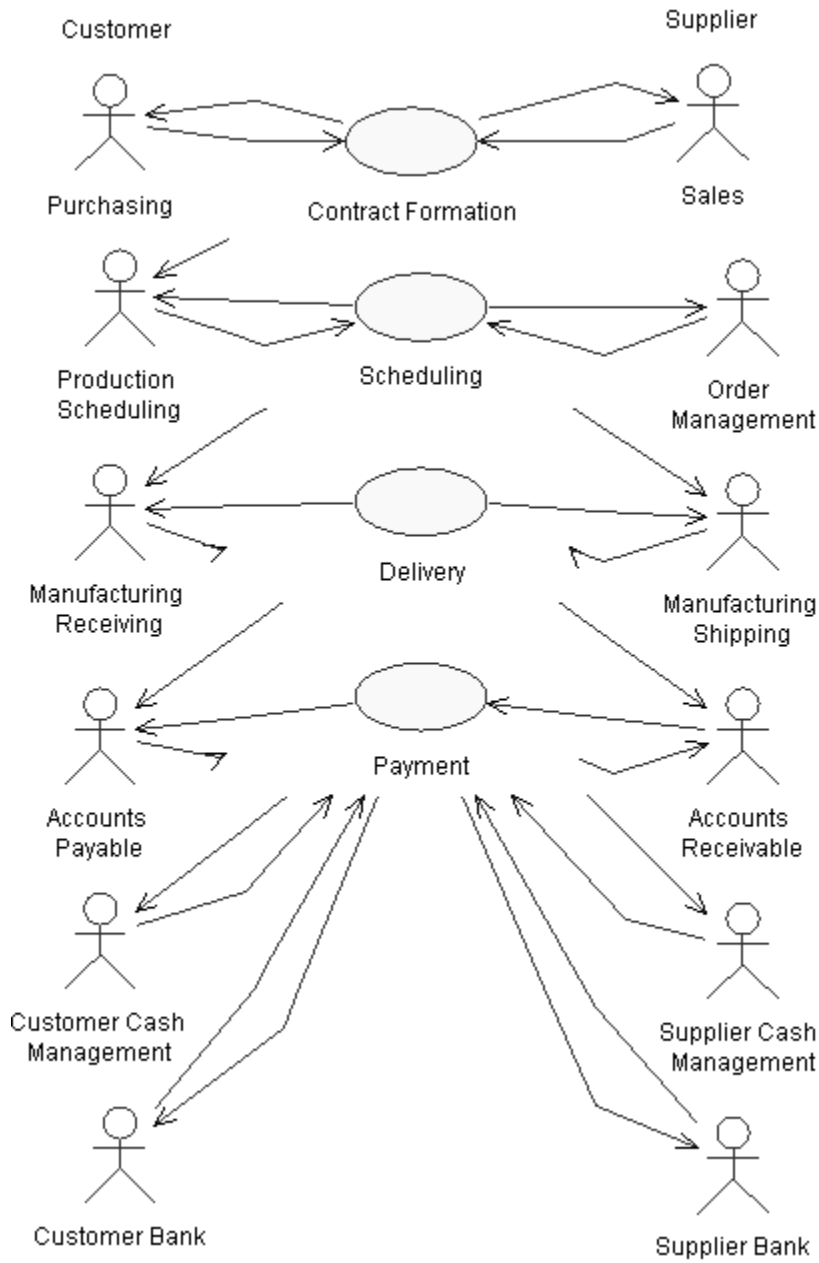 Customer
Supplier
Purchasing
Contract Formation
Sales
Production
Scheduling
Scheduling
Order
Management
Manufacturing
Receiving
Delivery
Manufacturing
Shipping
Accounts
Payable
Payment
Accounts
Receivable
Customer Cash
Management
Supplier Cash
Management
Customer Bank
Supplier Bank